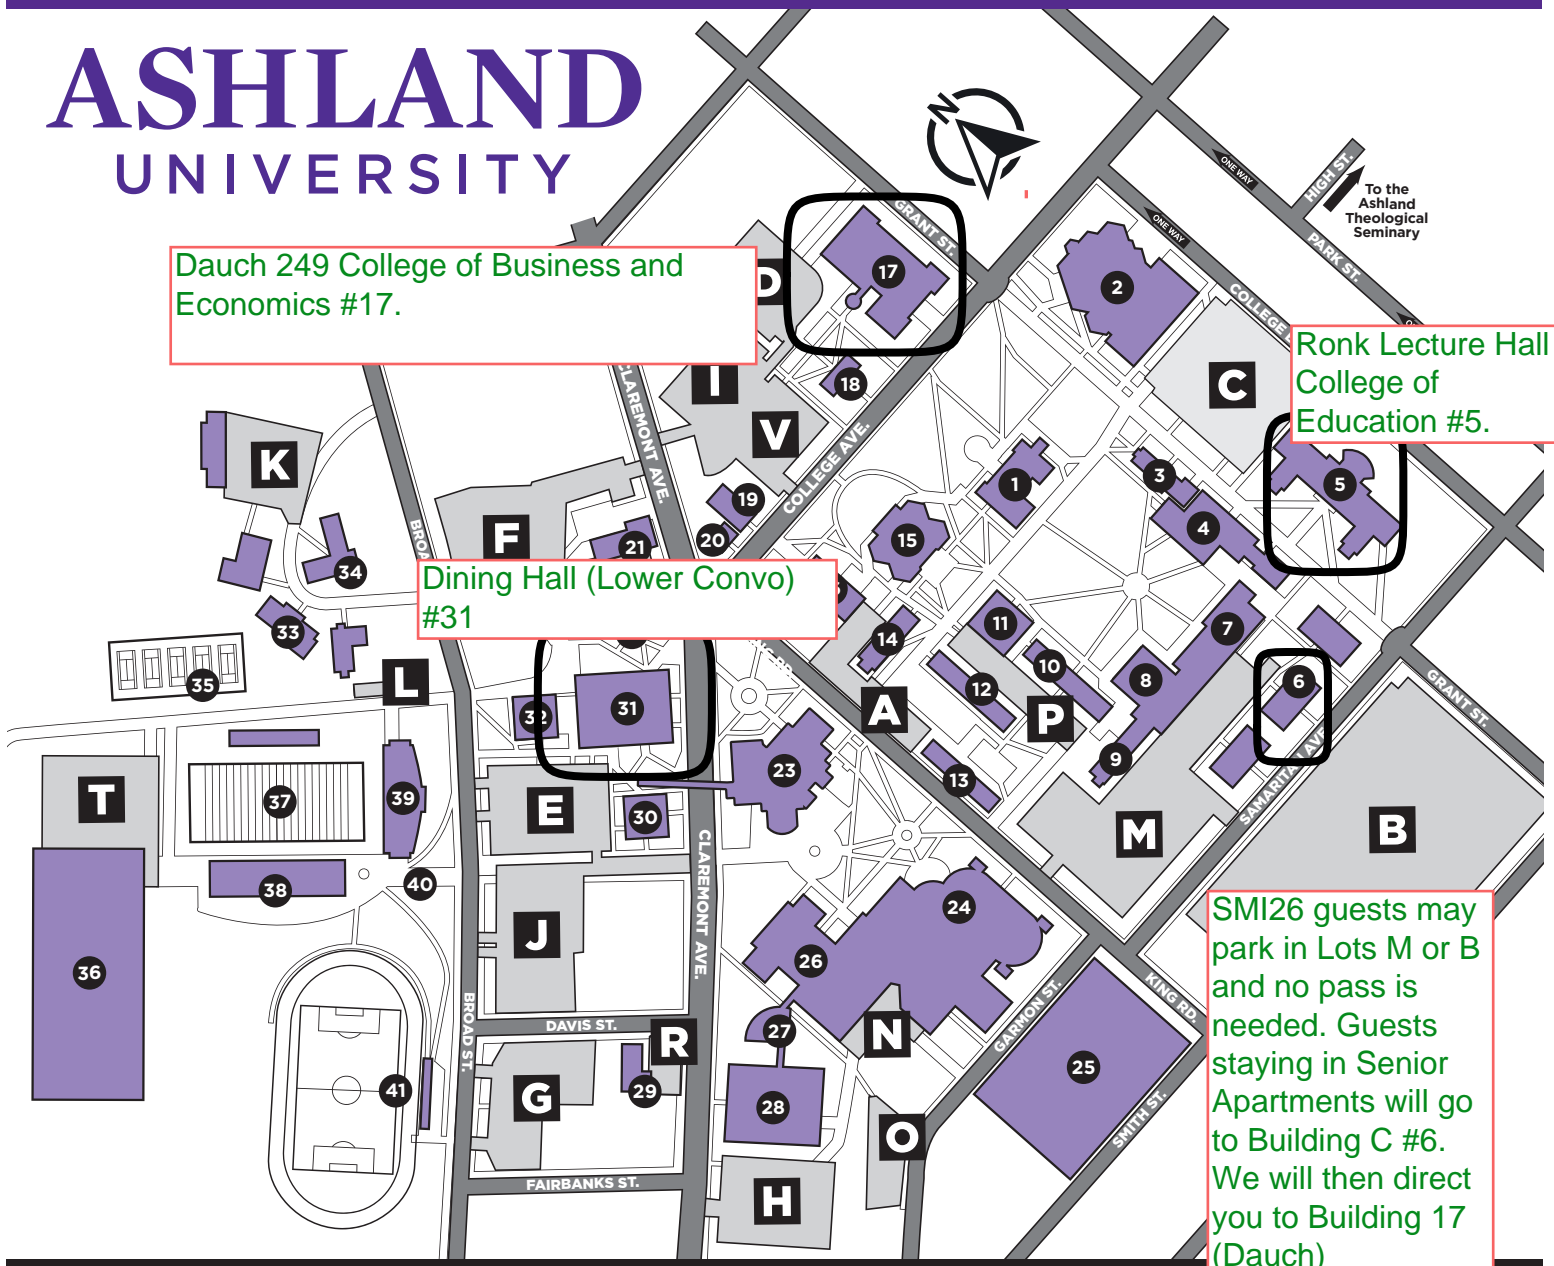 ASHLAND
UNIVERSITY
N
GRANT ST.
ONE WAY
HIGH ST.
To the
Ashland
Theological
Seminary
ONE WAY
PARK ST.
Dauch 249 College of Business and
Economics #17.
D
17
2
COLLEGE
Ronk Lecture Hall
College of
Education #5.
CLAREMONT AVE.
I
18
C
V
K
COLLEGE AVE.
19
1
3
5
F
20
21
15
4
34
Dining Hall (Lower Convo)
#31
33
14
11
7
35
L
32
31
A
12
10
P
8
6
GRANT ST.
T
37
39
E
30
23
13
9
M
SAMARITAN AVE.
B
CLAREMONT AVE.
38
40
J
24
36
26
SMI26 guests may
park in Lots M or B
and no pass is
needed. Guests
staying in Senior
Apartments will go
to Building C #6.
We will then direct
you to Building 17
(Dauch)
BROAD ST.
DAVIS ST.
R
27
N
GARMON ST.
KING RD.
25
41
G
29
28
O
SMITH ST.
FAIRBANKS ST.
H